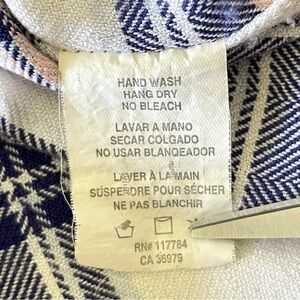 HAND WASH
HANG DRY
NO BLEACH
LAVAR A MANO
SECAR COLGADO
NO USAR BLANQEADOR
LAVER À LA MAIN
SUSPENDRE POUR SÉCHER
NE PAS BLANCHIR
RN# 117784
CA 36979